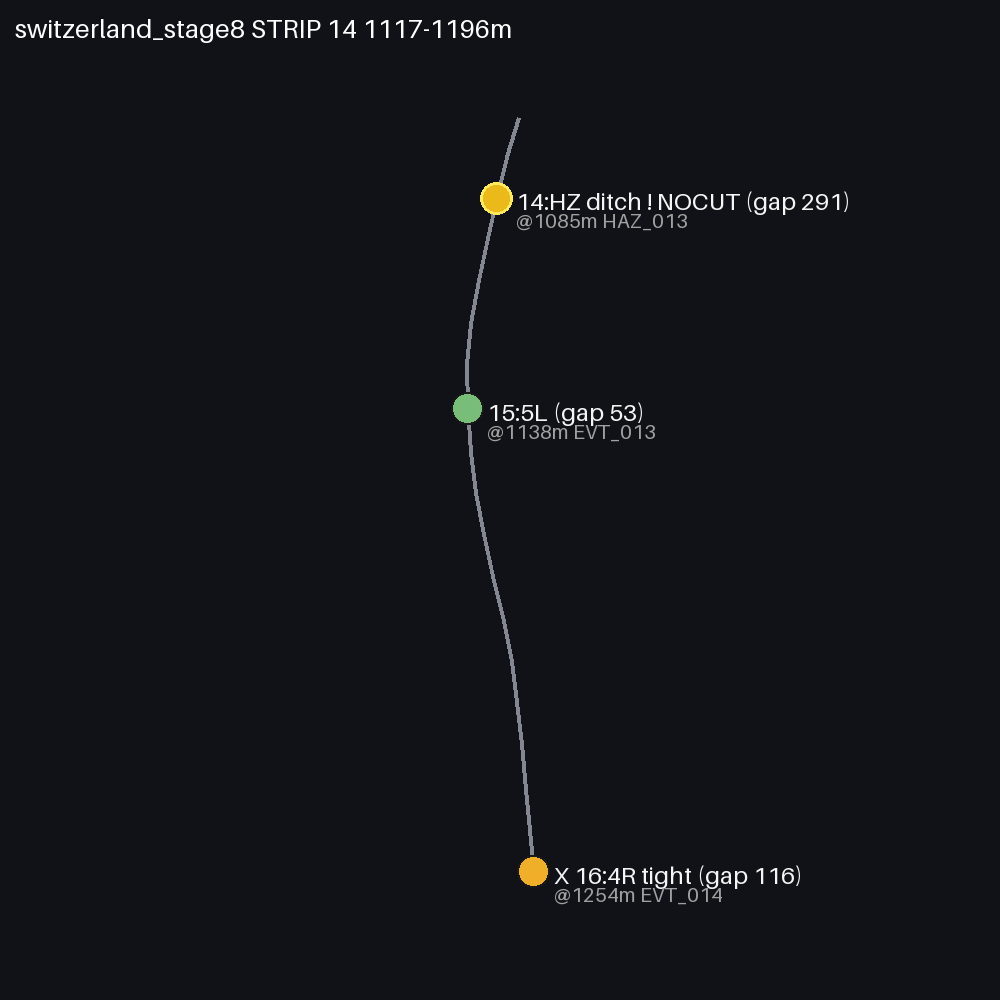 switzerland_stage8 STRIP 14 1117-1196m
14:HZ ditch ! NOCUT (gap 291)
@1085m HAZ_013
15:5L (gap 53)
@1138m EVT_013
X 16:4R tight (gap 116)
@1254m EVT_014